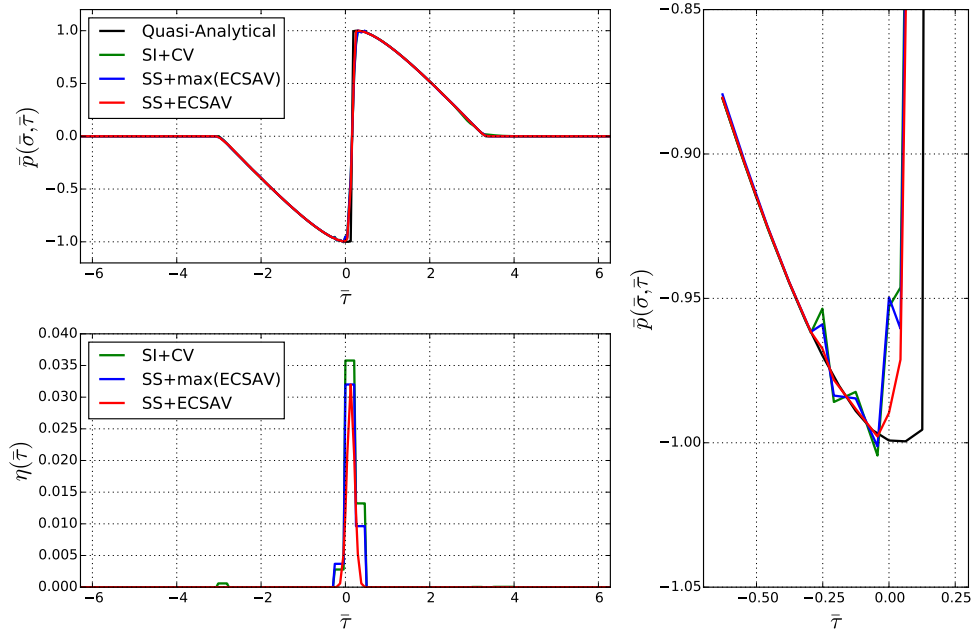 1.0
0.5
0.0
−0.5
−1.0
p̄(σ̄,τ̄)
Quasi-Analytical
SI+CV
SS+max(ECSAV)
SS+ECSAV
−6 −4 −2 0 2 4 6
τ̄
0.040
0.035
0.030
0.025
0.020
0.015
0.010
0.005
0.000
η(τ̄)
SI+CV
SS+max(ECSAV)
SS+ECSAV
−6 −4 −2 0 2 4 6
τ̄
−0.85
−0.90
−0.95
−1.00
−1.05
p̄(σ̄,τ̄)
−0.50 −0.25 0.00 0.25
τ̄